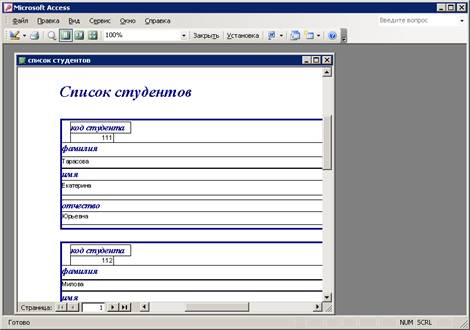 Microsoft Access
Файл Правка Вид Сервис Окно Справка Введите вопрос
100% Закрыть Установка
список студентов
Список студентов
код студента
111
фамилия
Тарасова
имя
Екатерина
отчество
Юрьевна
код студента
112
фамилия
Милова
имя
Страница: 1
Готово NUM SCRL